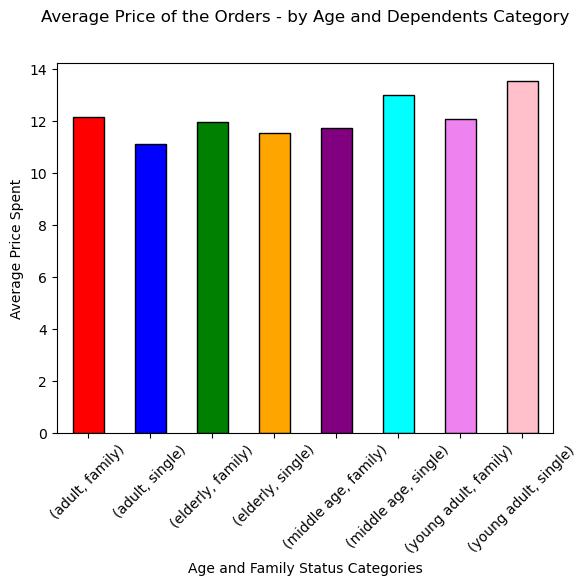 Average Price of the Orders - by Age and Dependents Category
Average Price Spent
14
12
10
8
6
4
2
0
(adult, family)
(adult, single)
(elderly, family)
(elderly, single)
(middle age, family)
(middle age, single)
(young adult, family)
(young adult, single)
Age and Family Status Categories